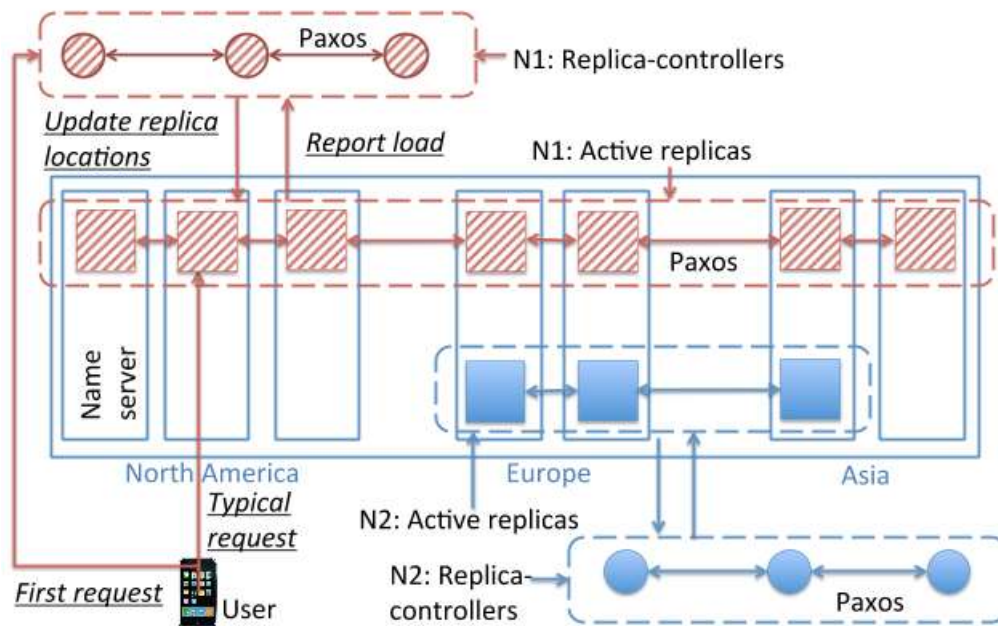 Paxos
N1: Replica-controllers
Update replica
locations
Report load
N1: Active replicas
Paxos
Name
server
North America
Europe
Asia
Typical
request
N2: Active replicas
First request
User
N2: Replica-
controllers
Paxos